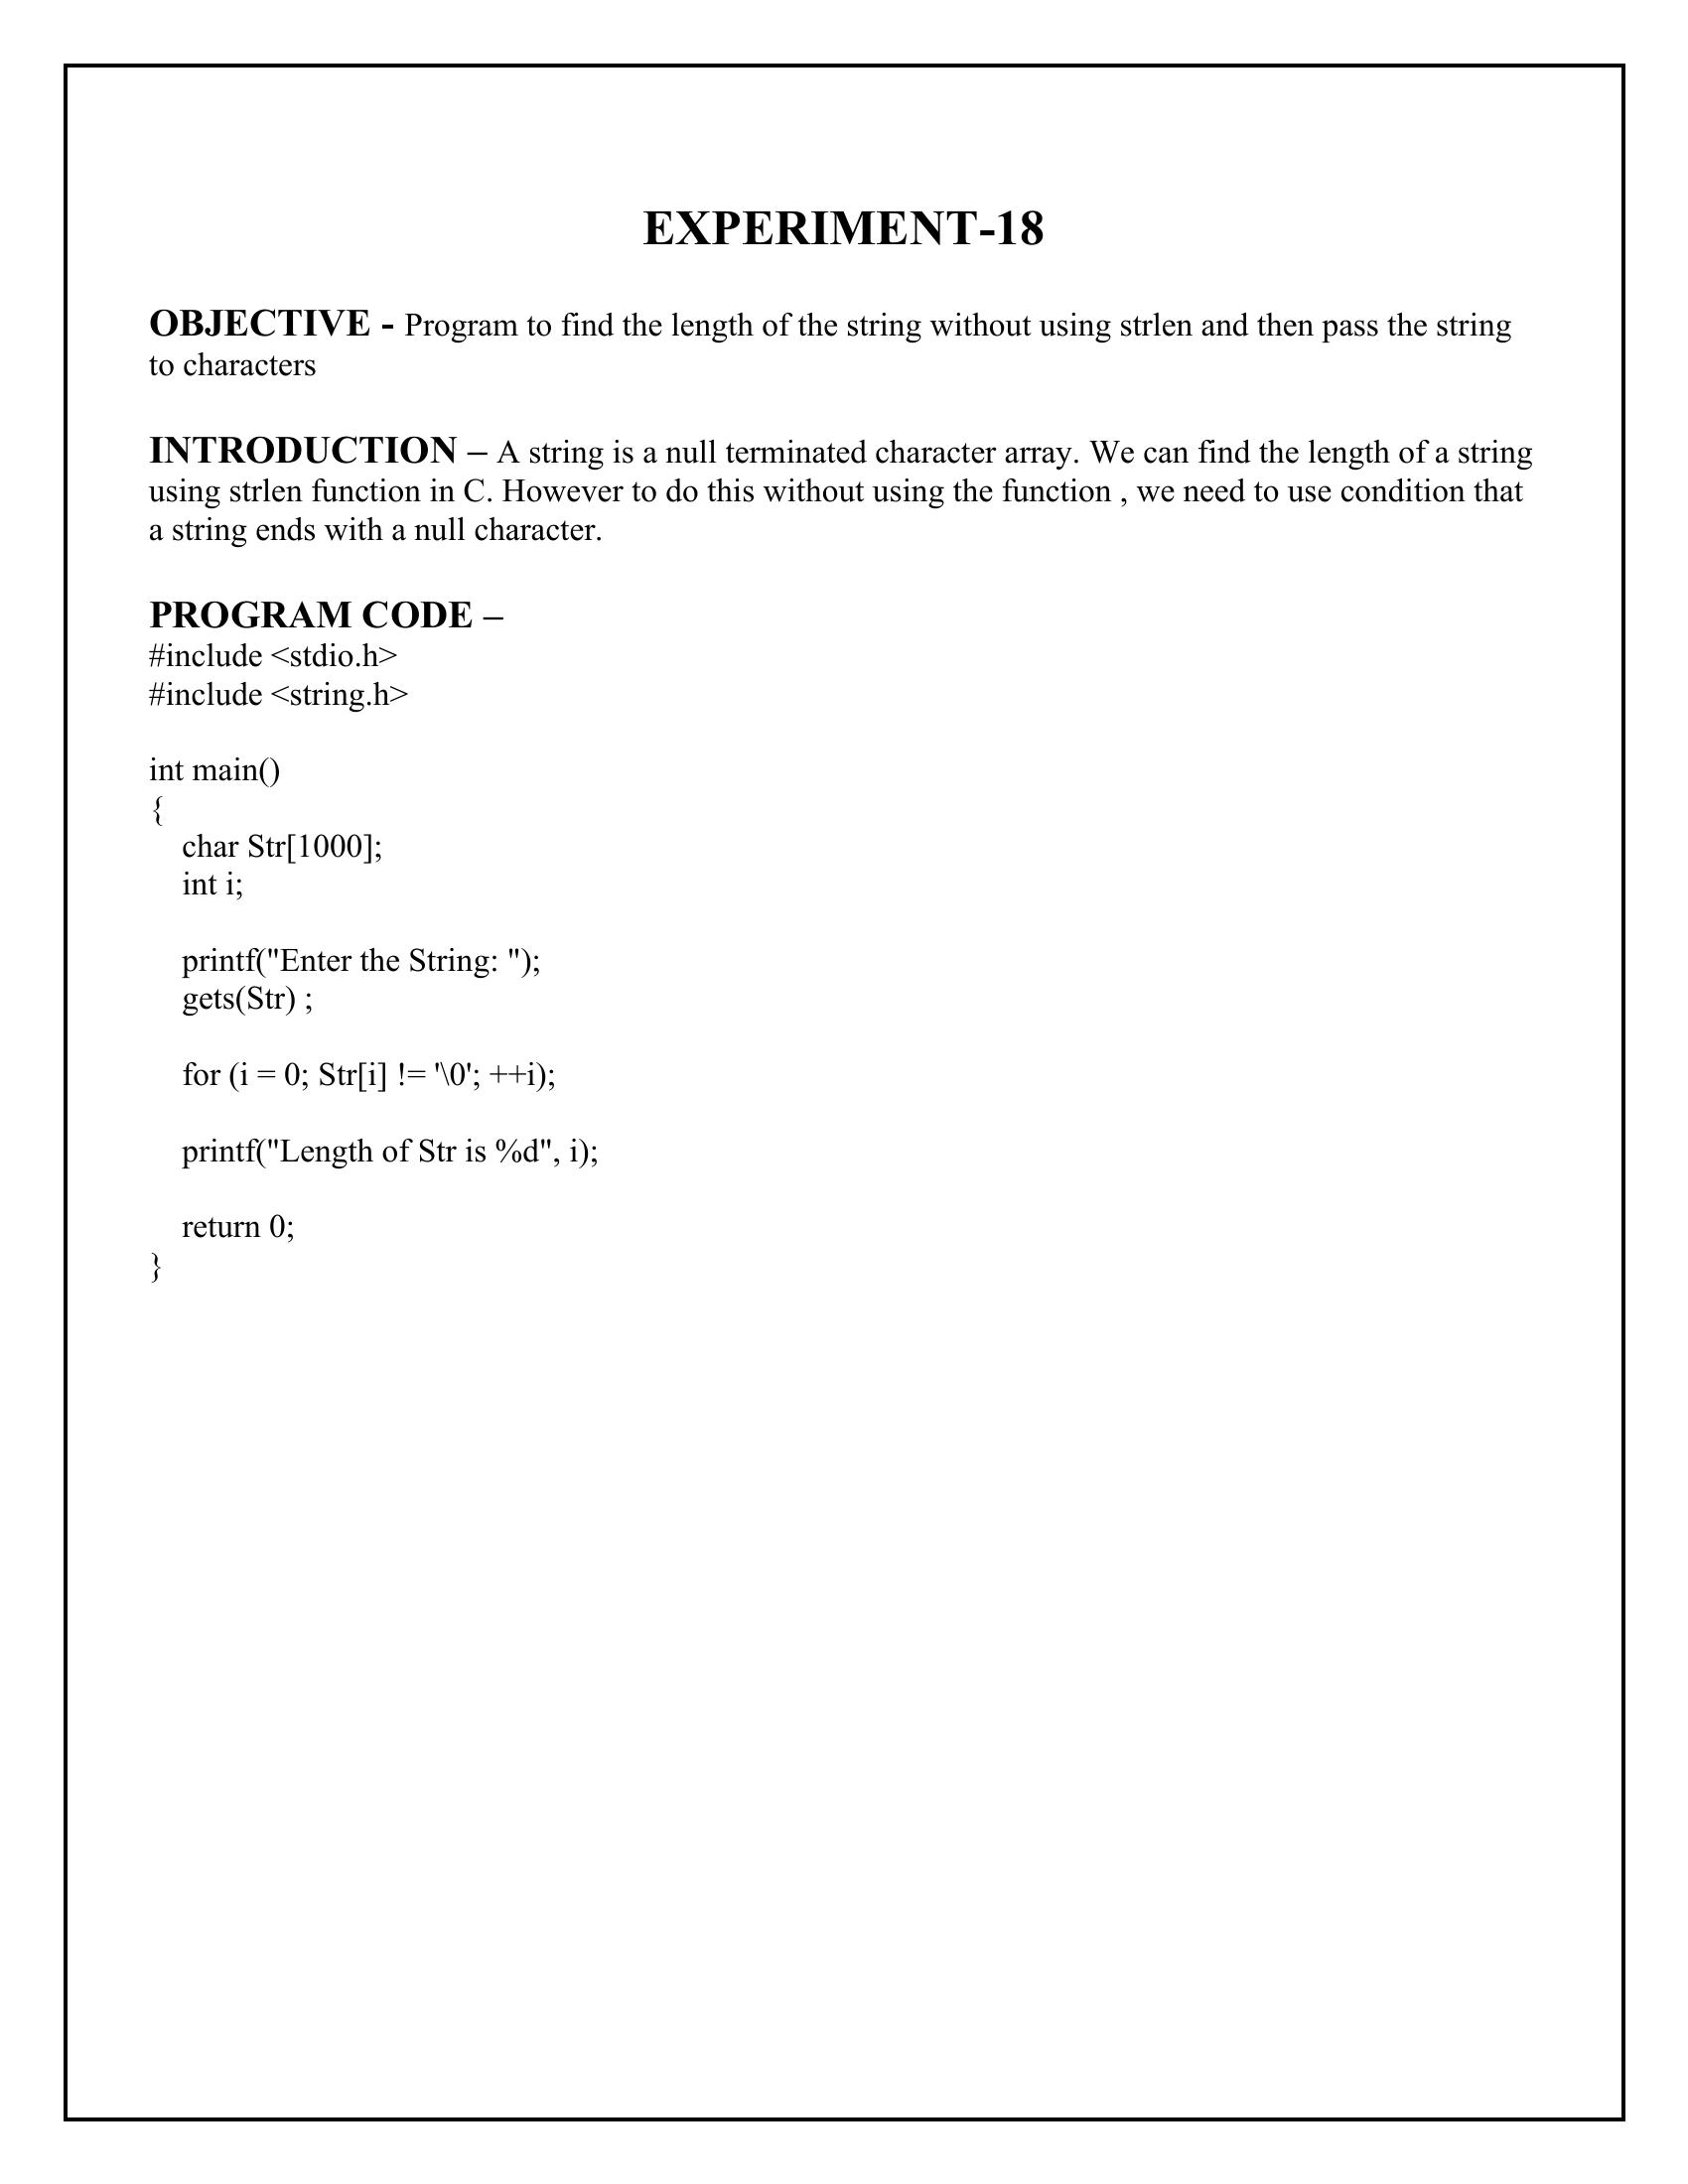 EXPERIMENT-18
OBJECTIVE - Program to find the length of the string without using strlen and then pass the string
to characters
INTRODUCTION – A string is a null terminated character array. We can find the length of a string
using strlen function in C. However to do this without using the function , we need to use condition that
a string ends with a null character.
PROGRAM CODE –
#include <stdio.h>
#include <string.h>
int main()
{
char Str[1000];
int i;
printf("Enter the String: ");
gets(Str) ;
for (i = 0; Str[i] != '\0'; ++i);
printf("Length of Str is %d", i);
return 0;
}